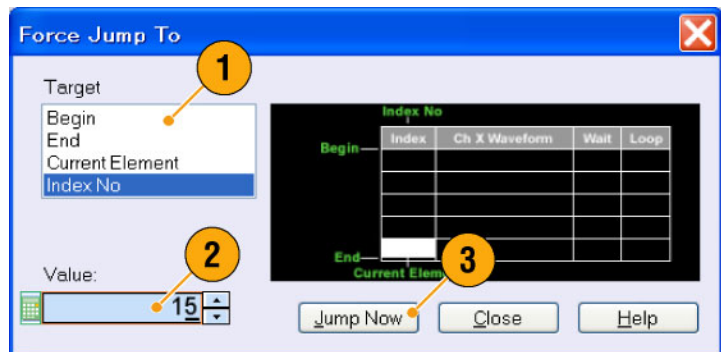 Force Jump To
1
Target
Begin
End
Current Element
Index No
Index No
Begin
Index Ch X Waveform Wait Loop
End
Current Elem
2
Value:
15
3
Jump Now Close Help